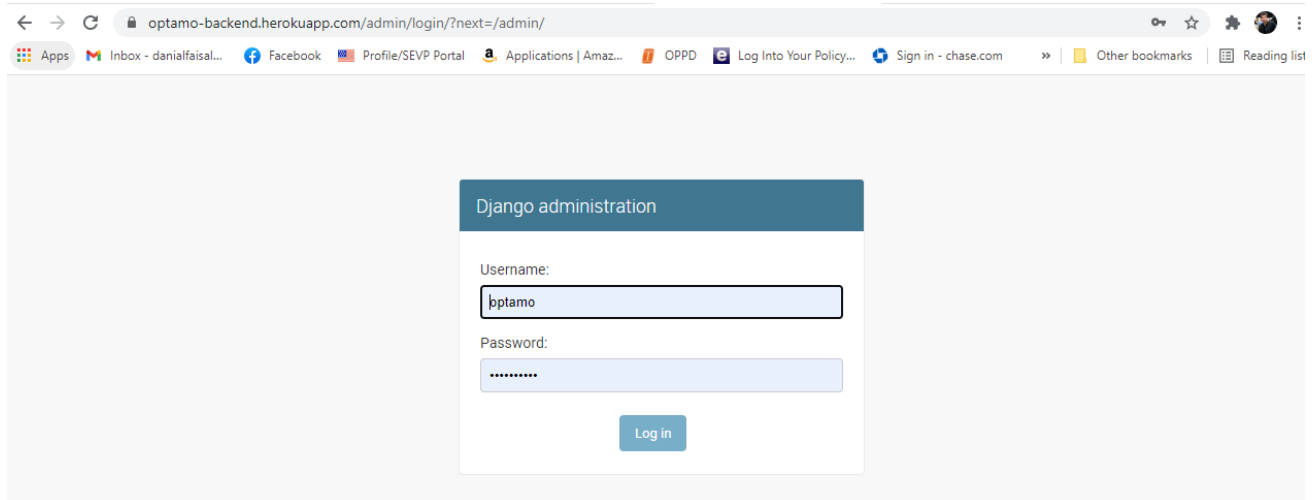 optamo-backend.herokuapp.com/admin/login/?next=/admin/
Apps Inbox - danialfaisal... Facebook Profile/SEVP Portal Applications | Amaz... OPPD Log Into Your Policy... Sign in - chase.com » Other bookmarks Reading list
Django administration
Username:
optamo
Password:
••••••••••
Log in